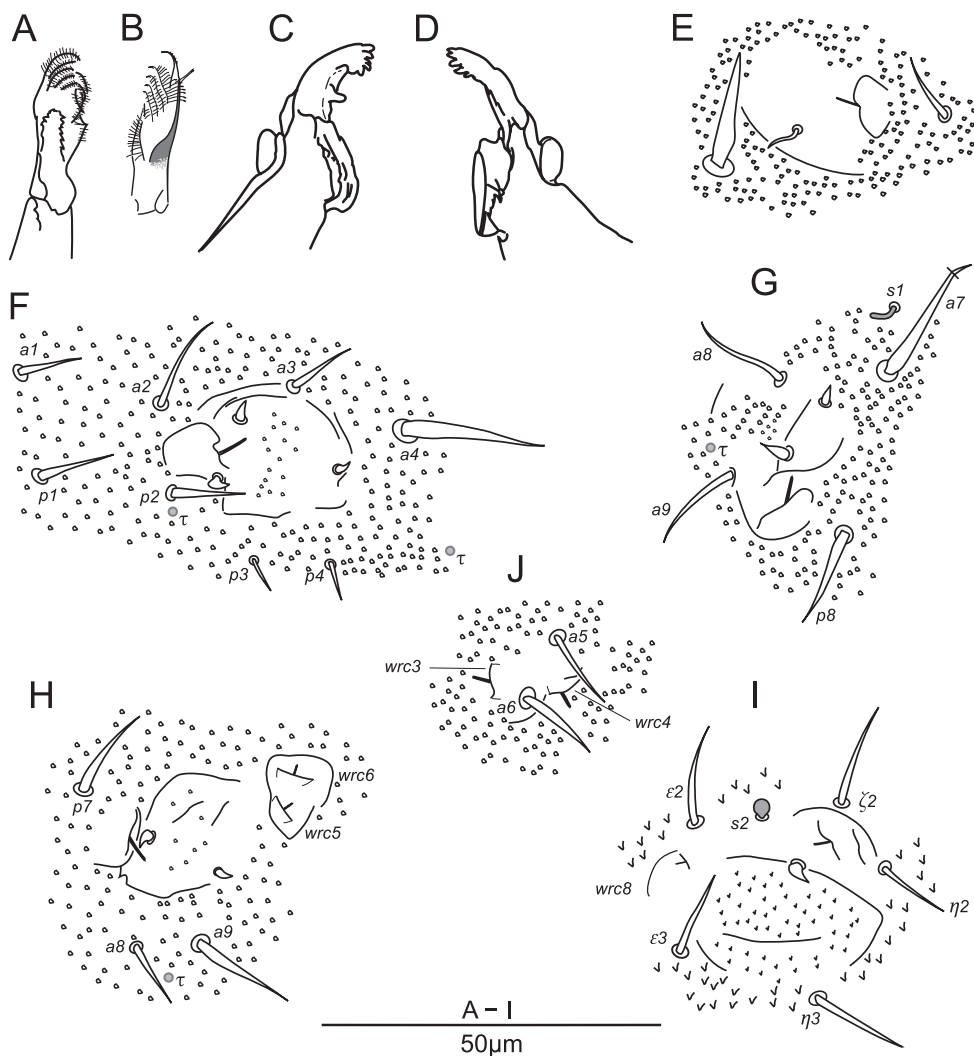 A
B
C
D
E
F
a1
a2
a3
a4
p1
p2
τ
p3
p4
τ
G
s1
a7
a8
τ
a9
p8
J
a5
wrc3
a6
wrc4
H
p7
wrc6
wrc5
a8
a9
τ
I
ε2
s2
ζ2
wrc8
η2
ε3
η3
A – I
50µm